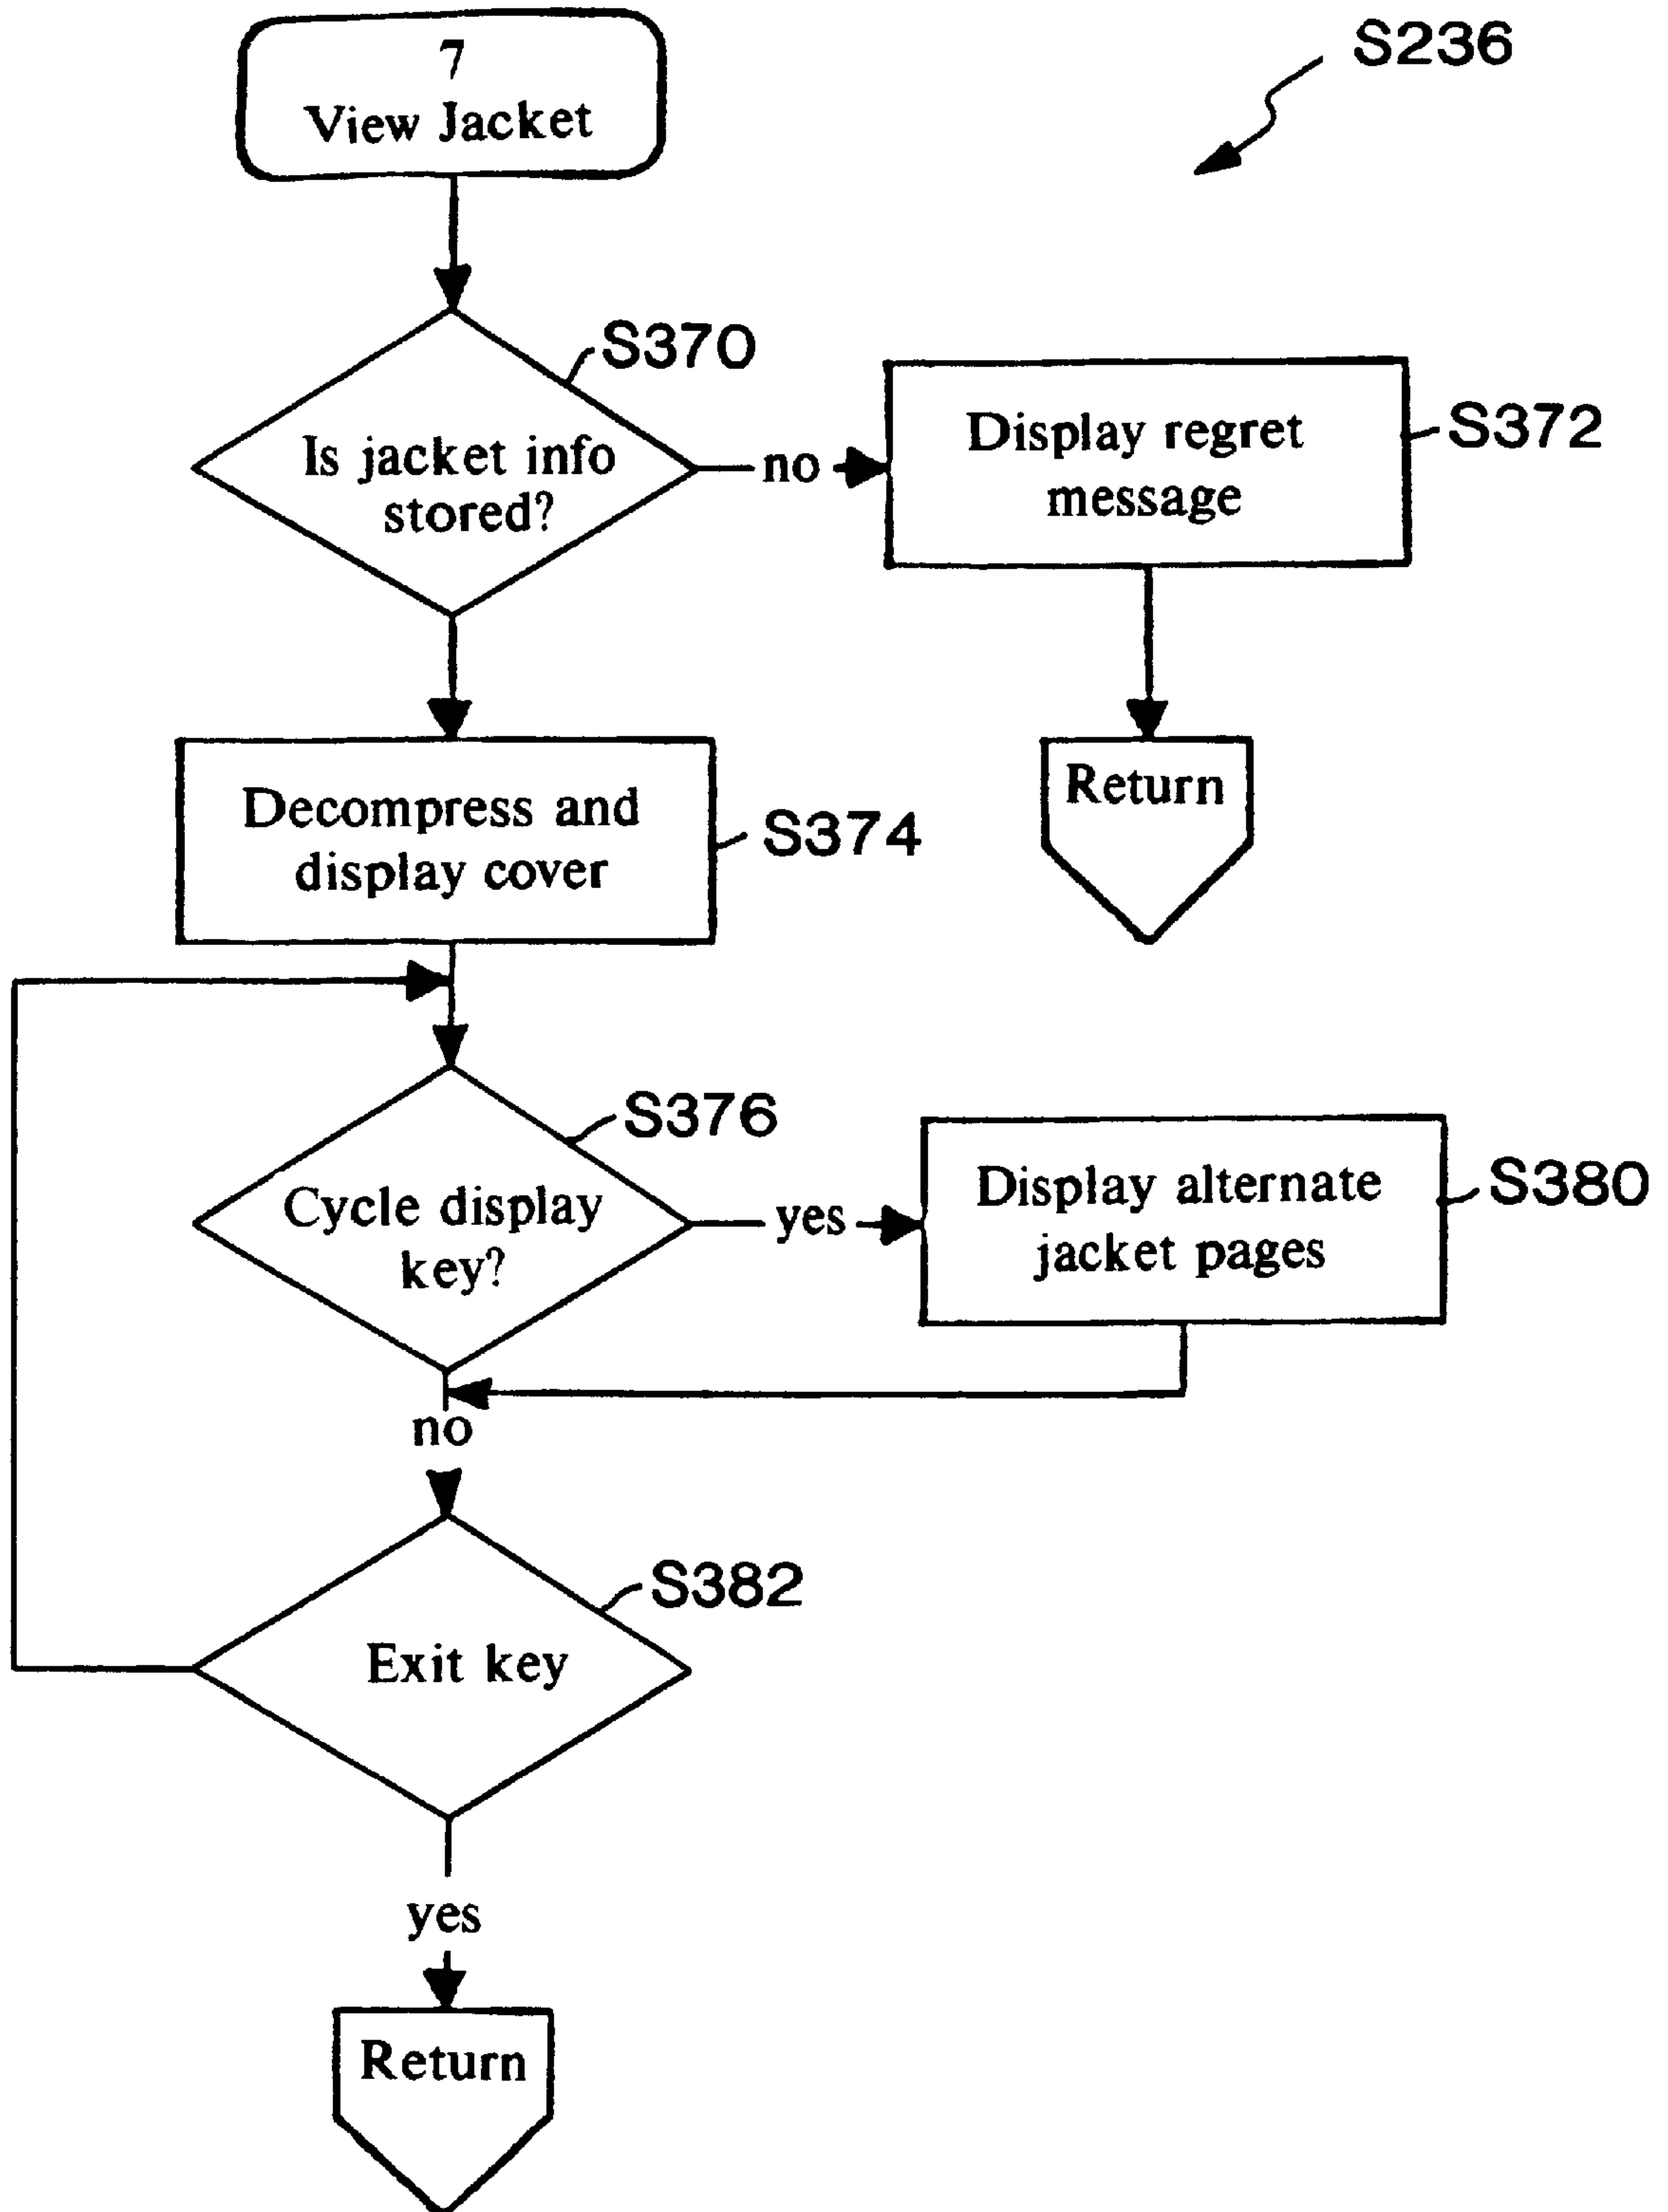 7
View Jacket
S236
S370
Is jacket info
stored?
no
Display regret
message
S372
Return
Decompress and
display cover
S374
S376
Cycle display
key?
yes
Display alternate
jacket pages
S380
no
S382
Exit key
yes
Return